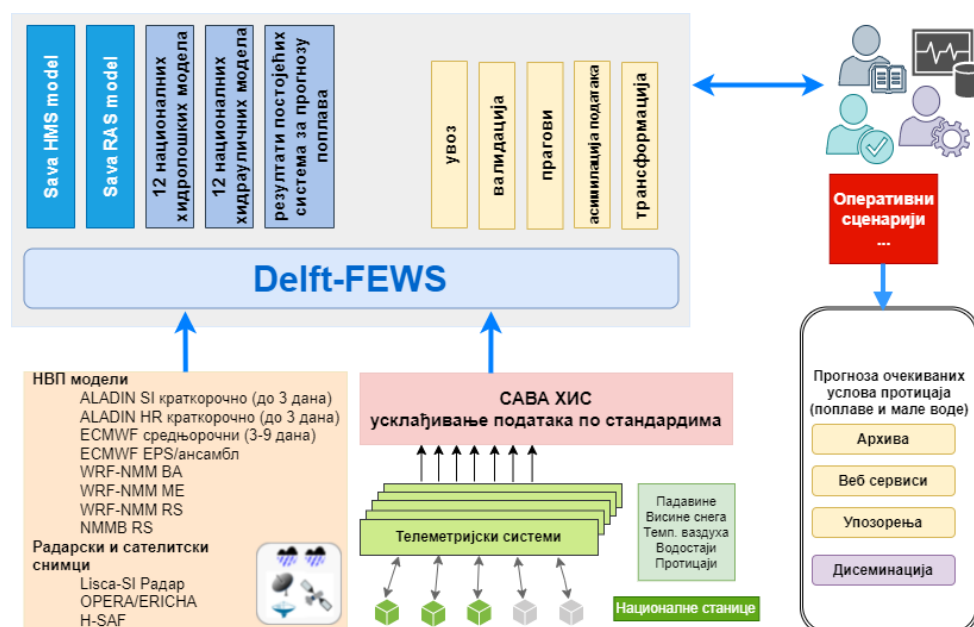 Sava HMS model
Sava RAS model
12 националних
хидролошких модела
12 националних
хидрауличних модела
резултати постојећих
система за прогнозу
поплава
увоз
валидација
прагови
асимилација података
трансформација
Delft-FEWS
Оперативни
сценарији
...
НВП модели
ALADIN SI краткорочно (до 3 дана)
ALADIN HR краткорочно (до 3 дана)
ECMWF средњорочни (3-9 дана)
ECMWF EPS/ансамбл
WRF-NMM BA
WRF-NMM ME
WRF-NMM RS
NMMB RS
Радарски и сателитски
снимци
Lisca-SI Радар
OPERA/ERICHA
H-SAF
САВА ХИС
усклађивање података по стандардима
Телеметријски системи
Падавине
Висине снега
Темп. ваздуха
Водостаји
Протицаји
Националне станице
Прогноза очекиваних
услова протицаја
(поплаве и мале воде)
Архива
Веб сервиси
Упозорења
Дисеминација